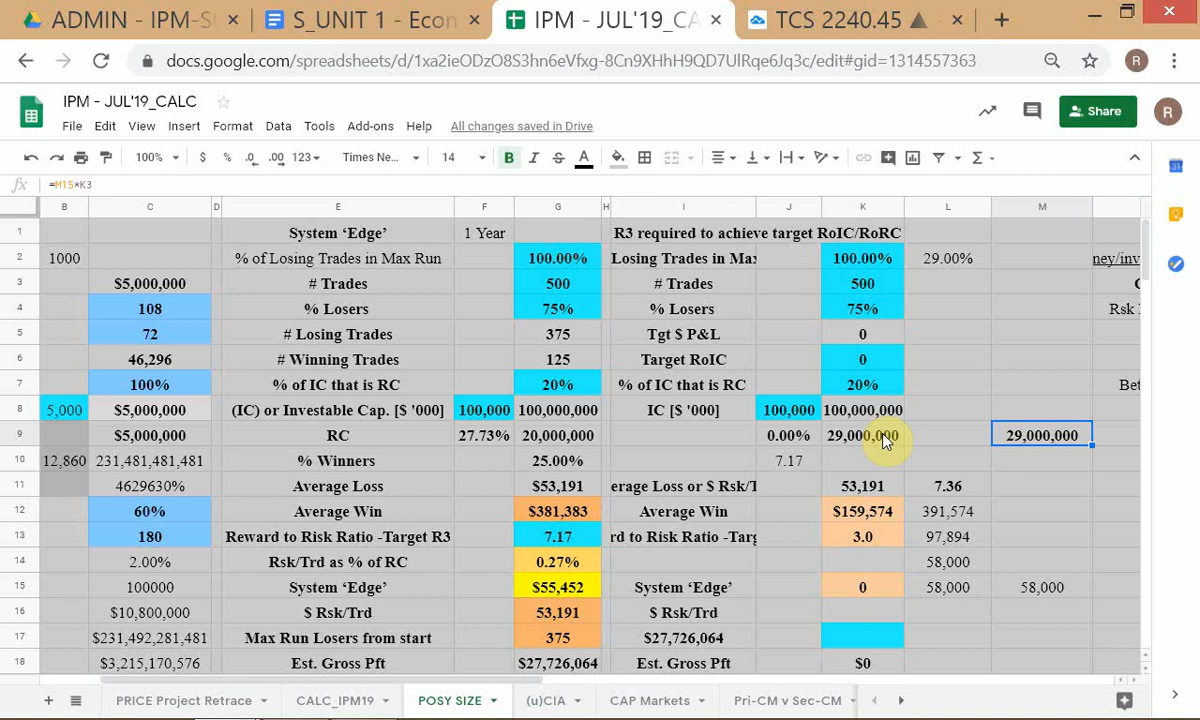 ADMIN - IPM-S
S_UNIT 1 - Econ
IPM - JUL'19_CA
TCS 2240.45
docs.google.com/spreadsheets/d/1xa2ieODzO8S3hn6eVfxg-8Cn9XHhH9QD7UlRqe6Jq3c/edit#gid=1314557363
R
IPM - JUL'19_CALC
File Edit View Insert Format Data Tools Add-ons Help All changes saved in Drive
Share
R
100% $ % .0 .00 123 Times Ne... 14 B I S A
fx =M15*K3
B C D E F G H I J K L M
1 System ‘Edge’ 1 Year R3 required to achieve target RoIC/RoRC
2 1000 % of Losing Trades in Max Run 100.00% Losing Trades in Max 100.00% 29.00% ney/inv
3 $5,000,000 # Trades 500 # Trades 500
4 108 % Losers 75% % Losers 75% Rsk
5 72 # Losing Trades 375 Tgt $ P&L 0
6 46,296 # Winning Trades 125 Target RoIC 0
7 100% % of IC that is RC 20% % of IC that is RC 20% Bet
8 5,000 $5,000,000 (IC) or Investable Cap. [$ '000] 100,000 100,000,000 IC [$ '000] 100,000 100,000,000
9 $5,000,000 RC 27.73% 20,000,000 0.00% 29,000,000 29,000,000
10 12,860 231,481,481,481 % Winners 25.00% 7.17
11 4629630% Average Loss $53,191 erage Loss or $ Rsk/T 53,191 7.36
12 60% Average Win $381,383 Average Win $159,574 391,574
13 180 Reward to Risk Ratio -Target R3 7.17 rd to Risk Ratio -Targ 3.0 97,894
14 2.00% Rsk/Trd as % of RC 0.27% 58,000
15 100000 System ‘Edge’ $55,452 System ‘Edge’ 0 58,000 58,000
16 $10,800,000 $ Rsk/Trd 53,191 $ Rsk/Trd
17 $231,492,281,481 Max Run Losers from start 375 $27,726,064
18 $3,215,170,576 Est. Gross Pft $27,726,064 Est. Gross Pft $0
PRICE Project Retrace CALC_IPM19 POSY SIZE (u)CIA CAP Markets Pri-CM v Sec-CM